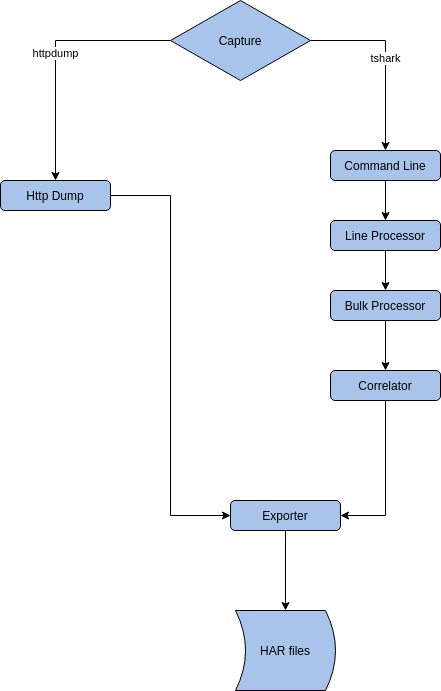 Capture
httpdump
tshark
Command Line
Http Dump
Line Processor
Bulk Processor
Correlator
Exporter
HAR files